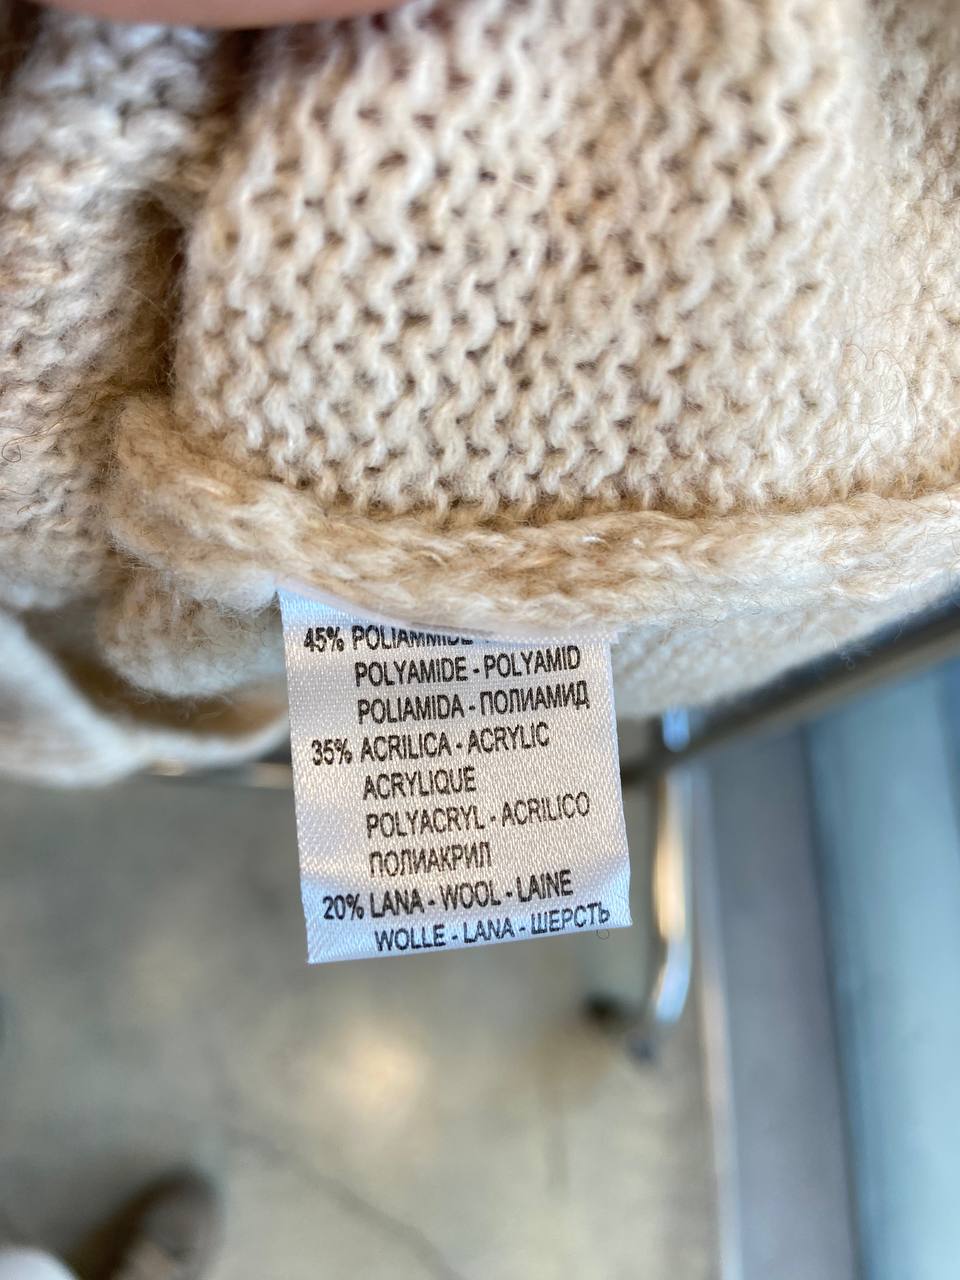 45% POLIAMMIDE -
POLYAMIDE - POLYAMID
POLIAMIDA - ПОЛИАМИД
35% ACRILICA - ACRYLIC
ACRYLIQUE
POLYACRYL - ACRILICO
ПОЛИАКРИЛ
20% LANA - WOOL - LAINE
WOLLE - LANA - ШЕРСТЬ